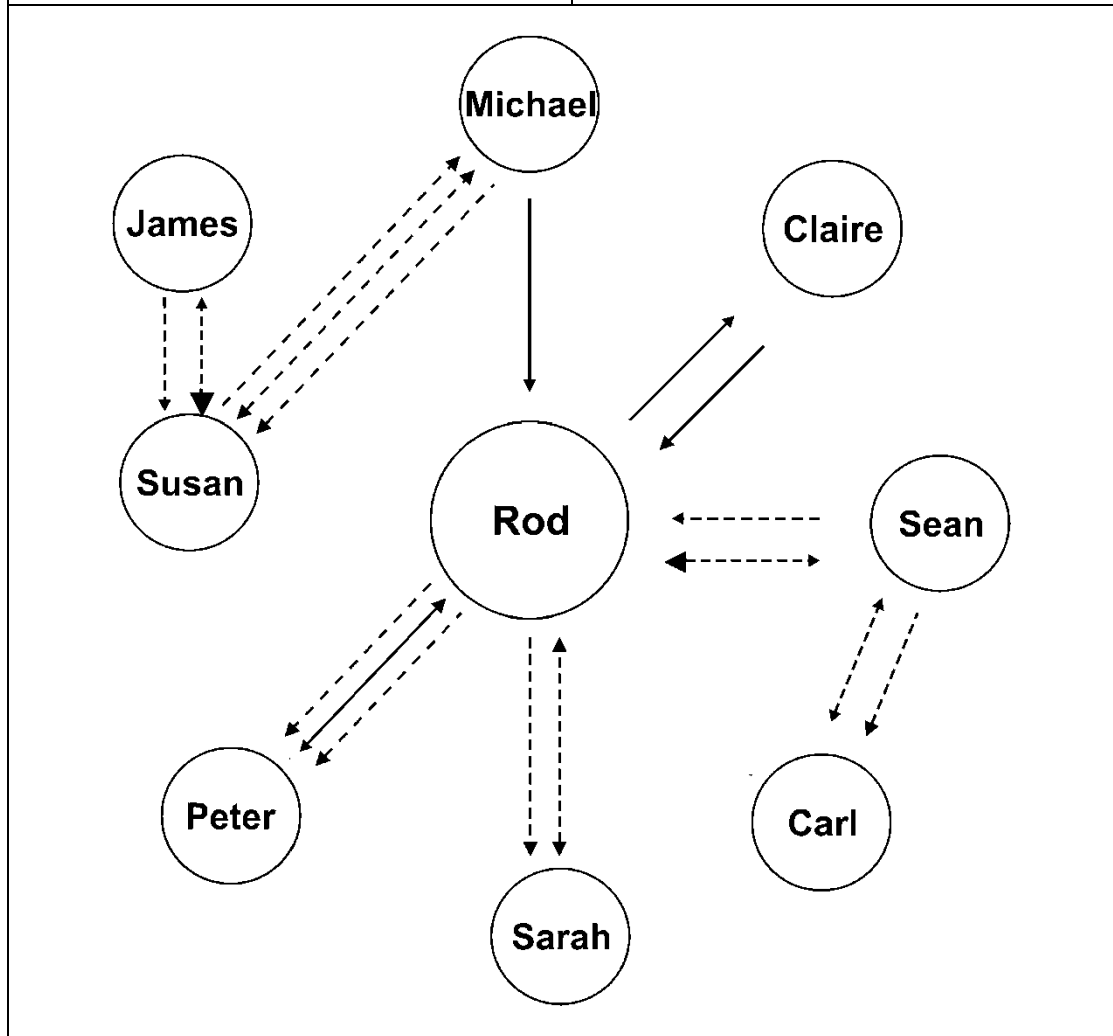 Michael
James
Claire
Susan
Rod
Sean
Peter
Carl
Sarah